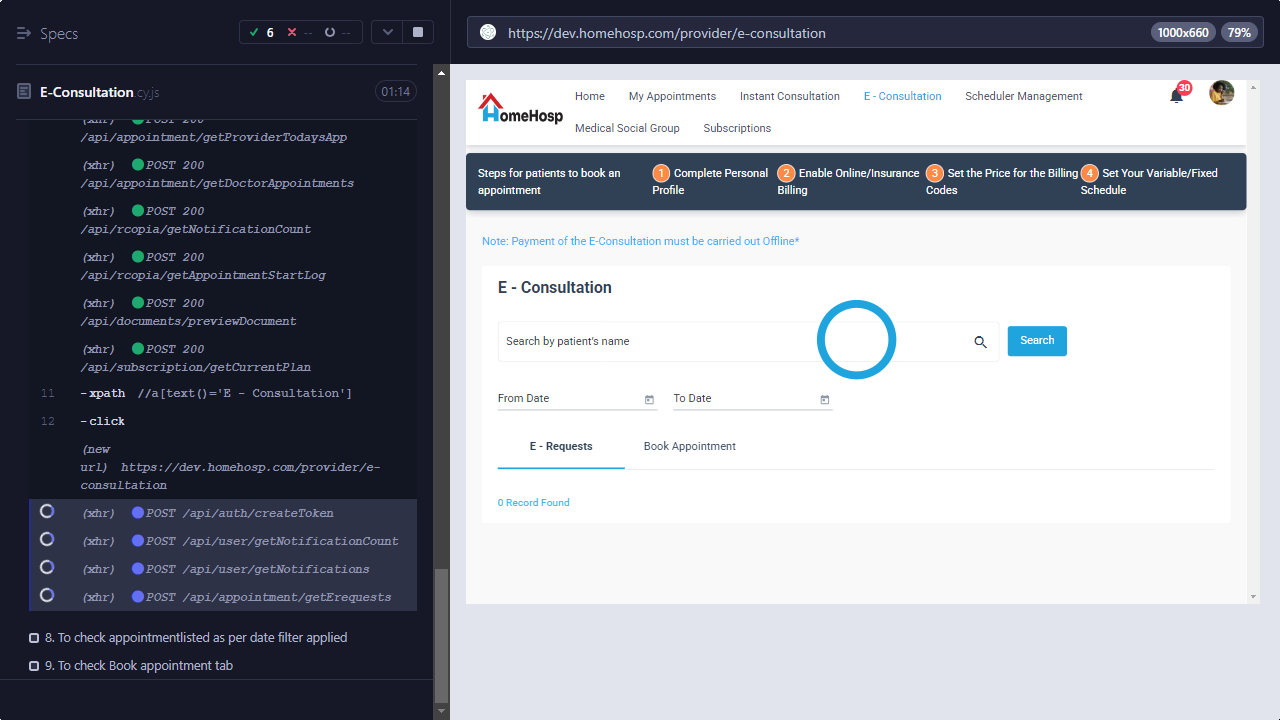 Specs
6
--
--
E-Consultation.cy.js
01:14
(xhr) POST 200
/api/appointment/getProviderTodaysApp
(xhr) POST 200
/api/appointment/getDoctorAppointments
(xhr) POST 200
/api/rcopia/getNotificationCount
(xhr) POST 200
/api/rcopia/getAppointmentStartLog
(xhr) POST 200
/api/documents/previewDocument
(xhr) POST 200
/api/subscription/getCurrentPlan
11 -xpath //a[text()='E - Consultation']
12 -click
(new
url) https://dev.homehosp.com/provider/e-
consultation
(xhr) POST /api/auth/createToken
(xhr) POST /api/user/getNotificationCount
(xhr) POST /api/user/getNotifications
(xhr) POST /api/appointment/getErequests
8. To check appointmentlisted as per date filter applied
9. To check Book appointment tab
https://dev.homehosp.com/provider/e-consultation
1000x660
79%
HomeHosp
Home My Appointments Instant Consultation E - Consultation Scheduler Management
30
Medical Social Group Subscriptions
Steps for patients to book an
appointment
1 Complete Personal
Profile
2 Enable Online/Insurance
Billing
3 Set the Price for the Billing
Codes
4 Set Your Variable/Fixed
Schedule
Note: Payment of the E-Consultation must be carried out Offline*
E - Consultation
Search by patient's name
Search
From Date
To Date
E - Requests
Book Appointment
0 Record Found